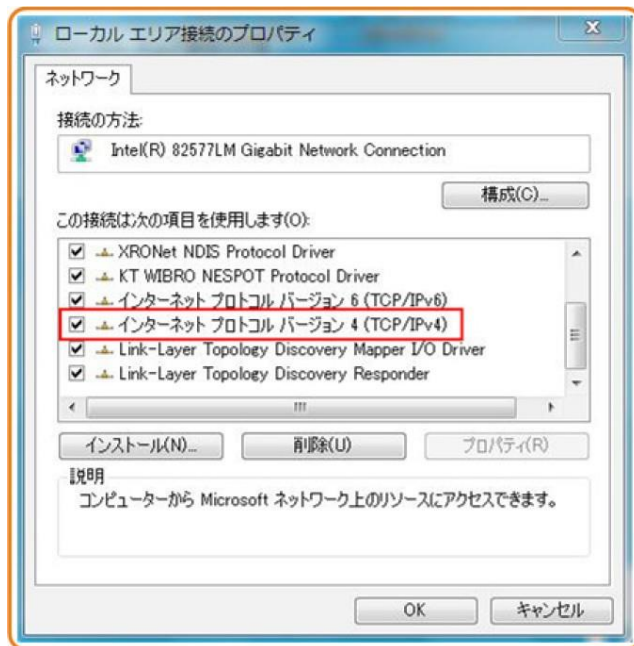 ローカル エリア接続のプロパティ
ネットワーク
接続の方法:
Intel(R) 82577LM Gigabit Network Connection
構成(C)...
この接続は次の項目を使用します(O):
XRONet NDIS Protocol Driver
KT WIBRO NESPOT Protocol Driver
インターネット プロトコル バージョン 6 (TCP/IPv6)
インターネット プロトコル バージョン 4 (TCP/IPv4)
Link-Layer Topology Discovery Mapper I/O Driver
Link-Layer Topology Discovery Responder
インストール(N)...
削除(U)
プロパティ(R)
説明
コンピューターから Microsoft ネットワーク上のリソースにアクセスできます。
OK
キャンセル